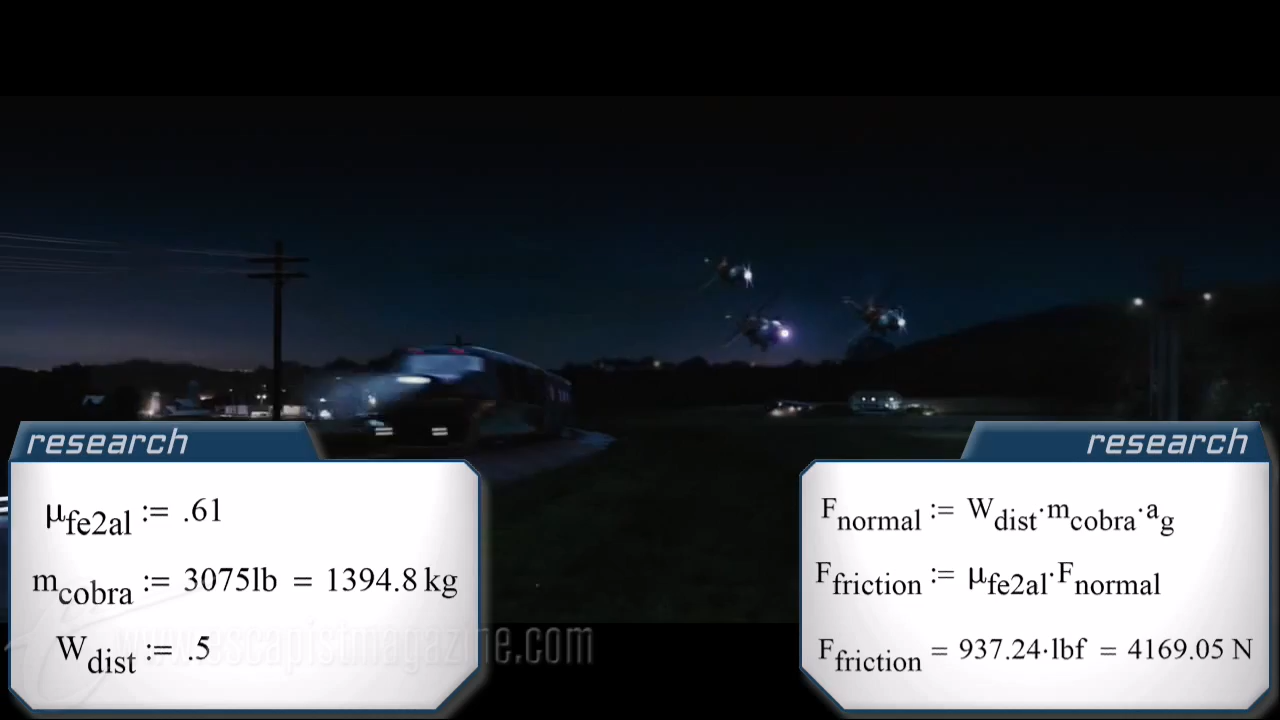 research
μfe2al := .61
mcobra := 3075lb = 1394.8 kg
Wdist := .5
www.escapistmagazine.com
research
Fnormal := Wdist·mcobra·ag
Ffriction := μfe2al·Fnormal
Ffriction = 937.24·lbf = 4169.05 N